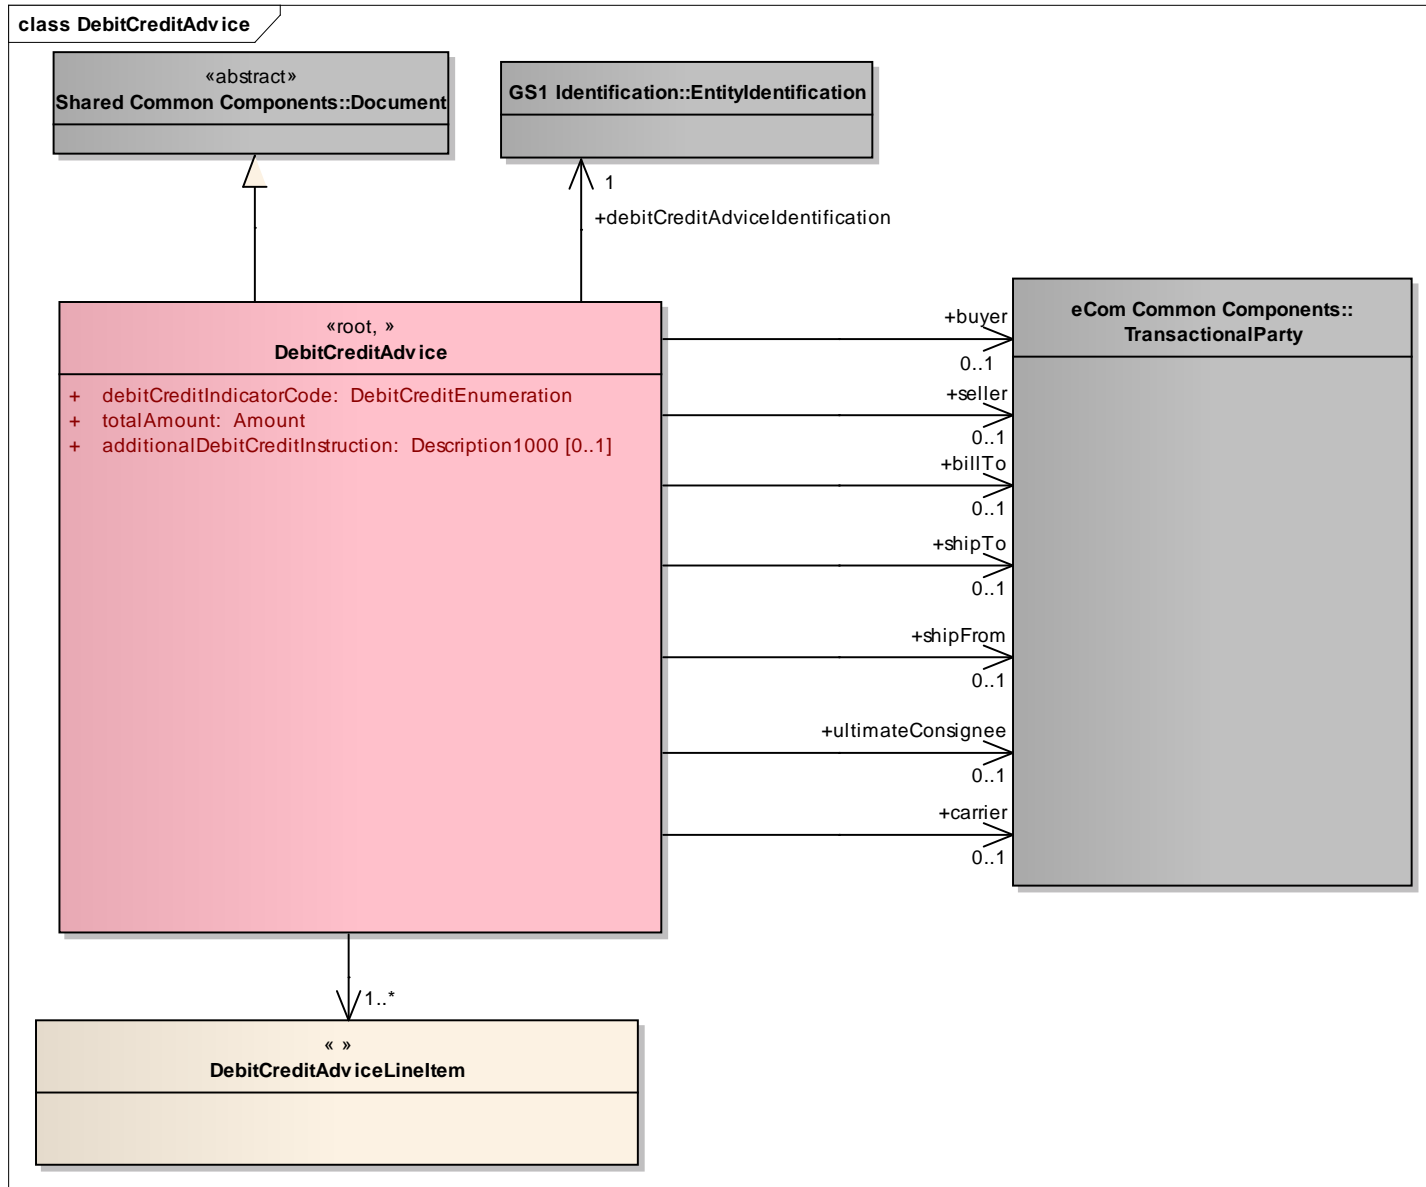 class DebitCreditAdvice
«abstract»
Shared Common Components::Document
GS1 Identification::EntityIdentification
1
+debitCreditAdviceIdentification
«root, »
DebitCreditAdvice
+ debitCreditIndicatorCode: DebitCreditEnumeration
+ totalAmount: Amount
+ additionalDebitCreditInstruction: Description1000 [0..1]
eCom Common Components::
TransactionalParty
+buyer
0..1
+seller
0..1
+billTo
0..1
+shipTo
0..1
+shipFrom
0..1
+ultimateConsignee
0..1
+carrier
0..1
1..*
« »
DebitCreditAdviceLineItem